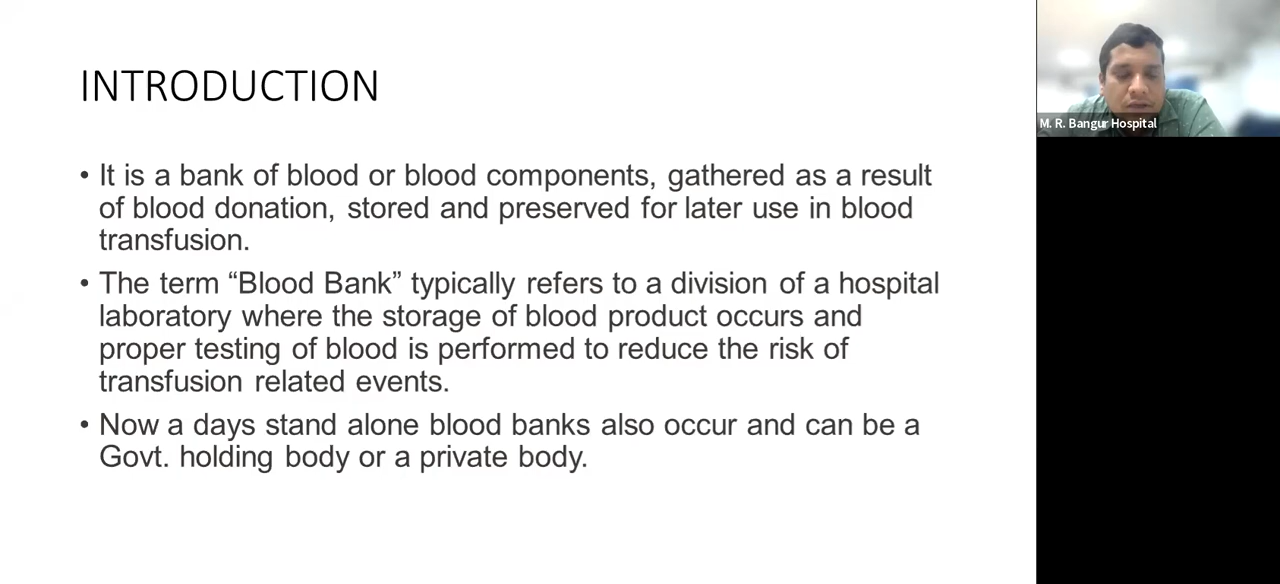 INTRODUCTION
• It is a bank of blood or blood components, gathered as a result
of blood donation, stored and preserved for later use in blood
transfusion.
• The term “Blood Bank” typically refers to a division of a hospital
laboratory where the storage of blood product occurs and
proper testing of blood is performed to reduce the risk of
transfusion related events.
• Now a days stand alone blood banks also occur and can be a
Govt. holding body or a private body.
M. R. Bangur Hospital